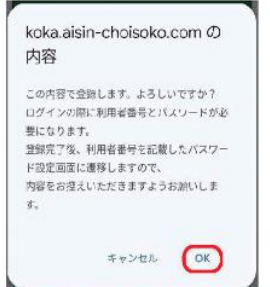 koka.aisin-choisoko.com の
内容
この内容で登録します。よろしいですか？
ログインの際に利用者番号とパスワードが必
要になります。
登録完了後、利用者番号を記載したパスワー
ド設定画面に遷移しますので、
内容をお控えいただきますようお願いしま
す。
キャンセル OK